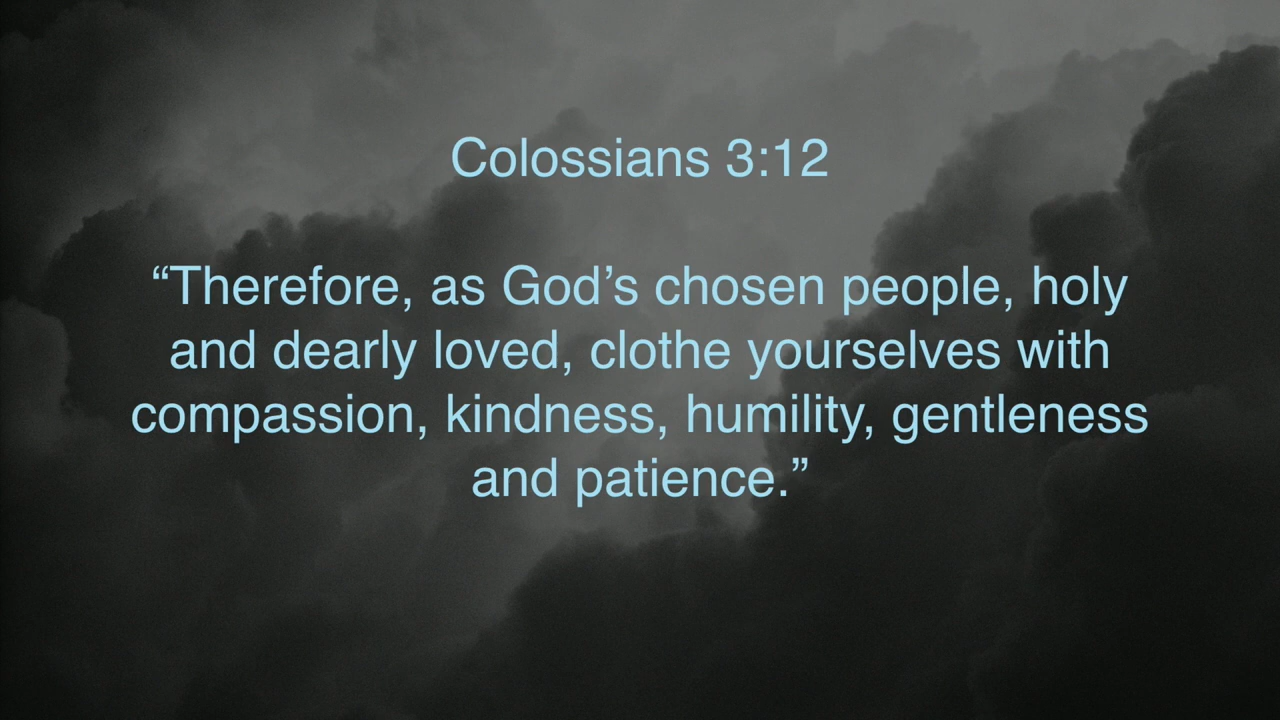 Colossians 3:12
“Therefore, as God’s chosen people, holy
and dearly loved, clothe yourselves with
compassion, kindness, humility, gentleness
and patience.”